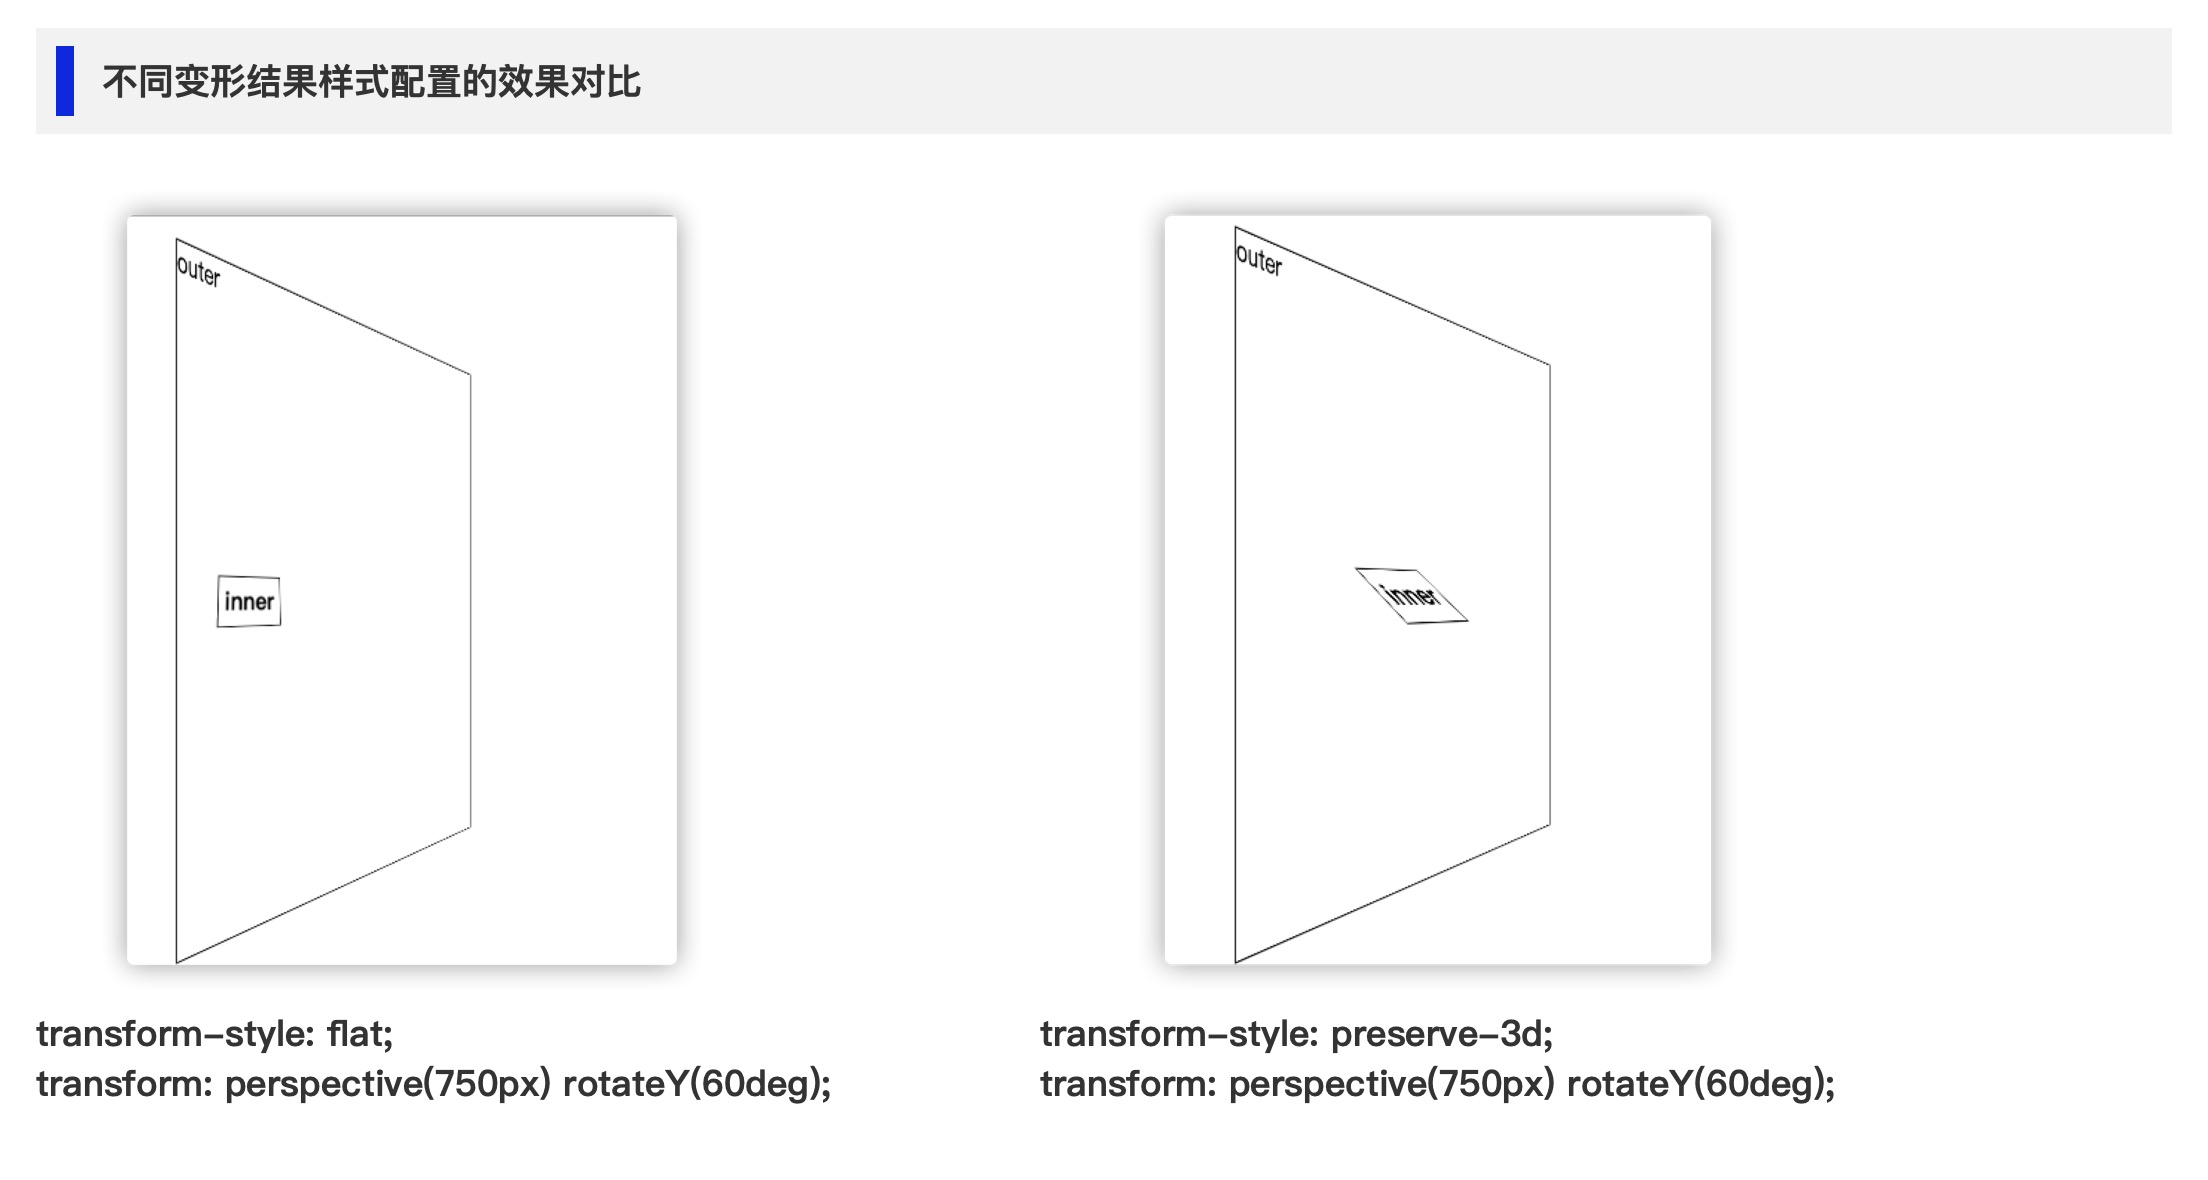 不同变形结果样式配置的效果对比
outer
inner
transform-style: flat;
transform: perspective(750px) rotateY(60deg);
outer
inner
transform-style: preserve-3d;
transform: perspective(750px) rotateY(60deg);